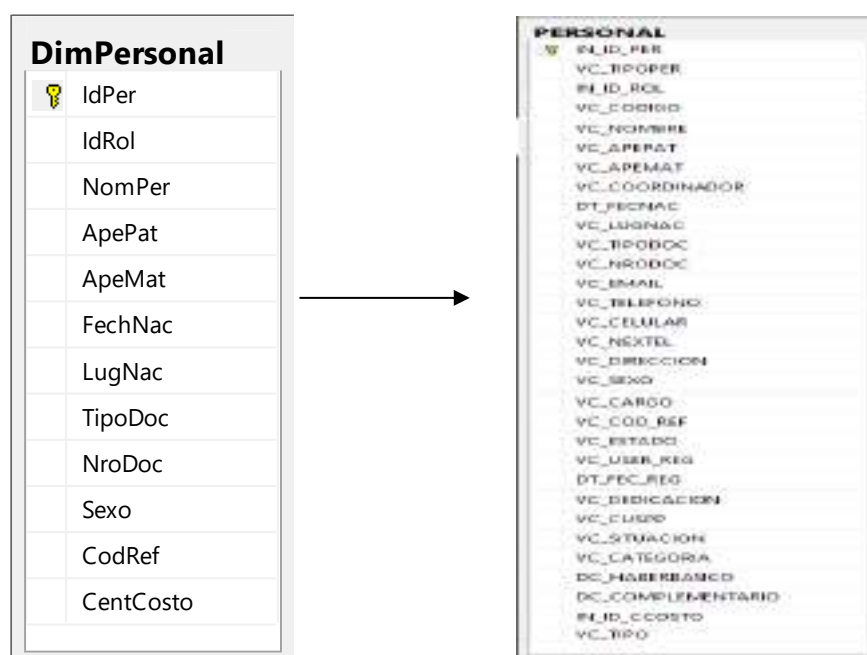 DimPersonal
IdPer
IdRol
NomPer
ApePat
ApeMat
FechNac
LugNac
TipoDoc
NroDoc
Sexo
CodRef
CentCosto
PERSONAL
IN_ID_PER
VC_TIPOPER
IN_ID_ROL
VC_CODIGO
VC_NOMBRE
VC_APEPAT
VC_APEMAT
VC_COORDINADOR
DT_FECNAC
VC_LUGNAC
VC_TIPODOC
VC_NRODOC
VC_EMAIL
VC_TELEFONO
VC_CELULAR
VC_NEXTEL
VC_DIRECCION
VC_SEXO
VC_CARGO
VC_COD_REF
VC_ESTADO
VC_USER_REG
DT_FEC_REG
VC_DEDICACION
VC_CUSPP
VC_SITUACION
VC_CATEGORIA
DC_HABERBASICO
DC_COMPLEMENTARIO
IN_ID_CCOSTO
VC_TIPO